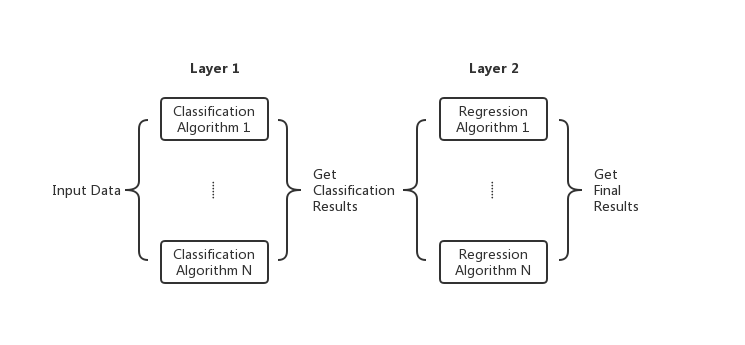 Layer 1
Layer 2
Classification
Algorithm 1
Regression
Algorithm 1
Input Data
Get
Classification
Results
Get
Final
Results
Classification
Algorithm N
Regression
Algorithm N